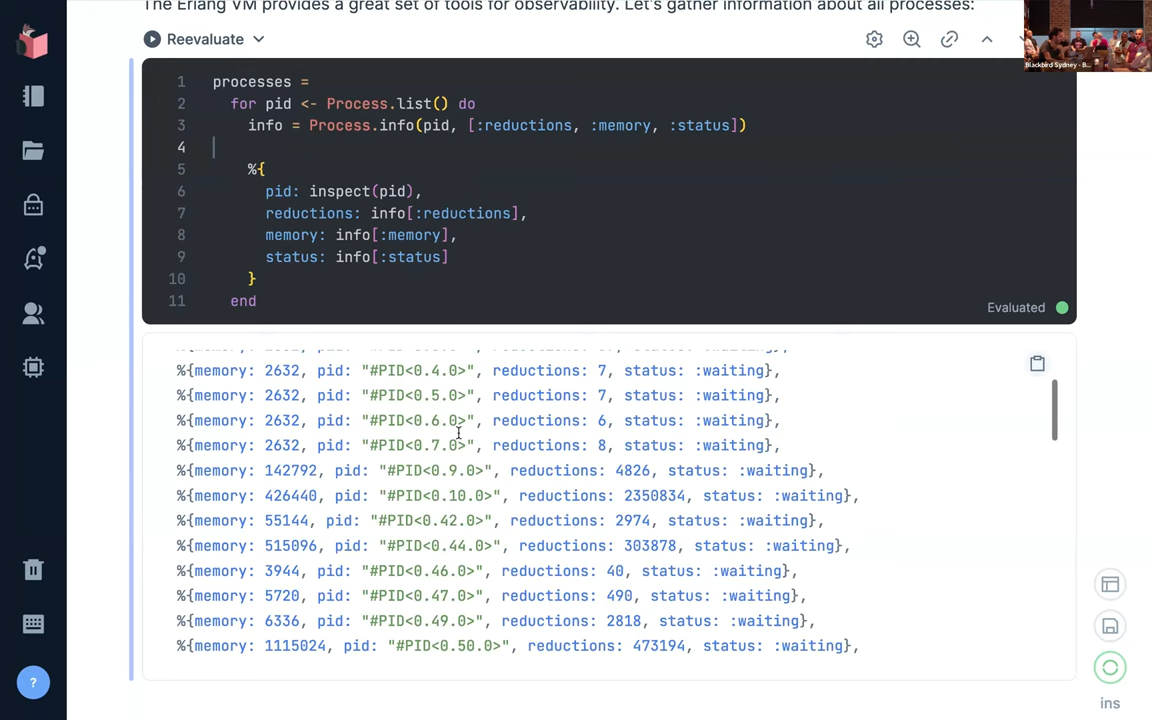 The Erlang VM provides a great set of tools for observability. Let's gather information about all processes:
Reevaluate
Blackbird Sydney - B...
1 processes =
2 for pid <- Process.list() do
3 info = Process.info(pid, [:reductions, :memory, :status])
4
5 %{
6 pid: inspect(pid),
7 reductions: info[:reductions],
8 memory: info[:memory],
9 status: info[:status]
10 }
11 end
Evaluated
%{memory: 2632, pid: "#PID<0.4.0>", reductions: 7, status: :waiting},
%{memory: 2632, pid: "#PID<0.5.0>", reductions: 7, status: :waiting},
%{memory: 2632, pid: "#PID<0.6.0>", reductions: 6, status: :waiting},
%{memory: 2632, pid: "#PID<0.7.0>", reductions: 8, status: :waiting},
%{memory: 142792, pid: "#PID<0.9.0>", reductions: 4826, status: :waiting},
%{memory: 426440, pid: "#PID<0.10.0>", reductions: 2350834, status: :waiting},
%{memory: 55144, pid: "#PID<0.42.0>", reductions: 2974, status: :waiting},
%{memory: 515096, pid: "#PID<0.44.0>", reductions: 303878, status: :waiting},
%{memory: 3944, pid: "#PID<0.46.0>", reductions: 40, status: :waiting},
%{memory: 5720, pid: "#PID<0.47.0>", reductions: 490, status: :waiting},
%{memory: 6336, pid: "#PID<0.49.0>", reductions: 2818, status: :waiting},
%{memory: 1115024, pid: "#PID<0.50.0>", reductions: 473194, status: :waiting},
?
ins